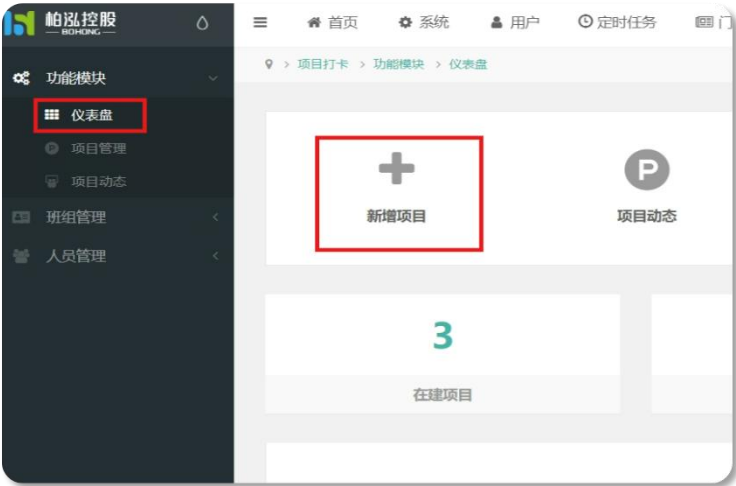 柏泓控股
BOHONG
首页 系统 用户 定时任务 门
> 项目打卡 > 功能模块 > 仪表盘
功能模块
仪表盘
项目管理
项目动态
班组管理
人员管理
新增项目
P
项目动态
3
在建项目